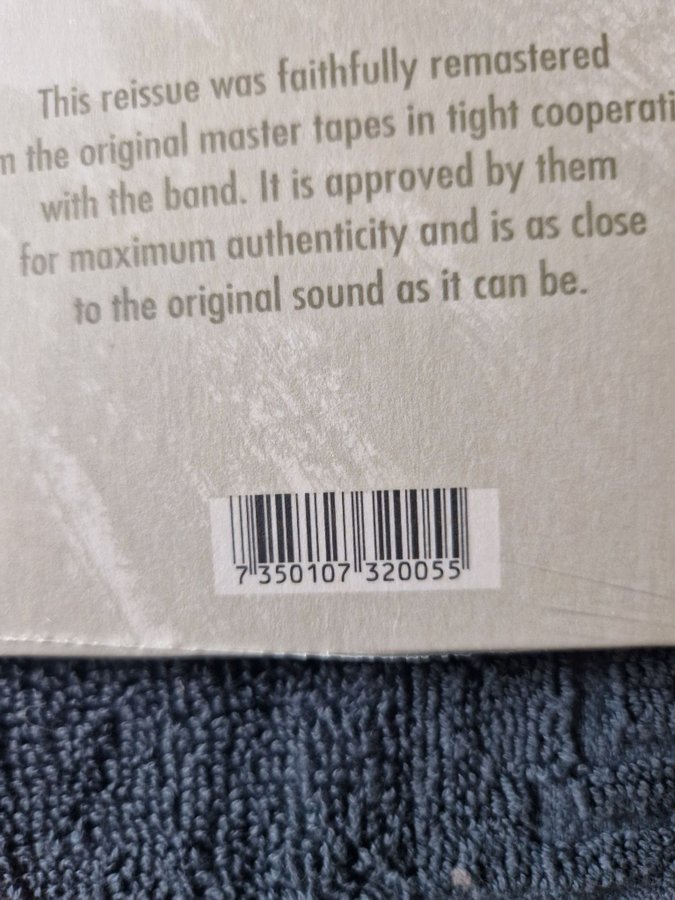 This reissue was faithfully remastered
m the original master tapes in tight cooperati
with the band. It is approved by them
for maximum authenticity and is as close
to the original sound as it can be.
7 350107 320055